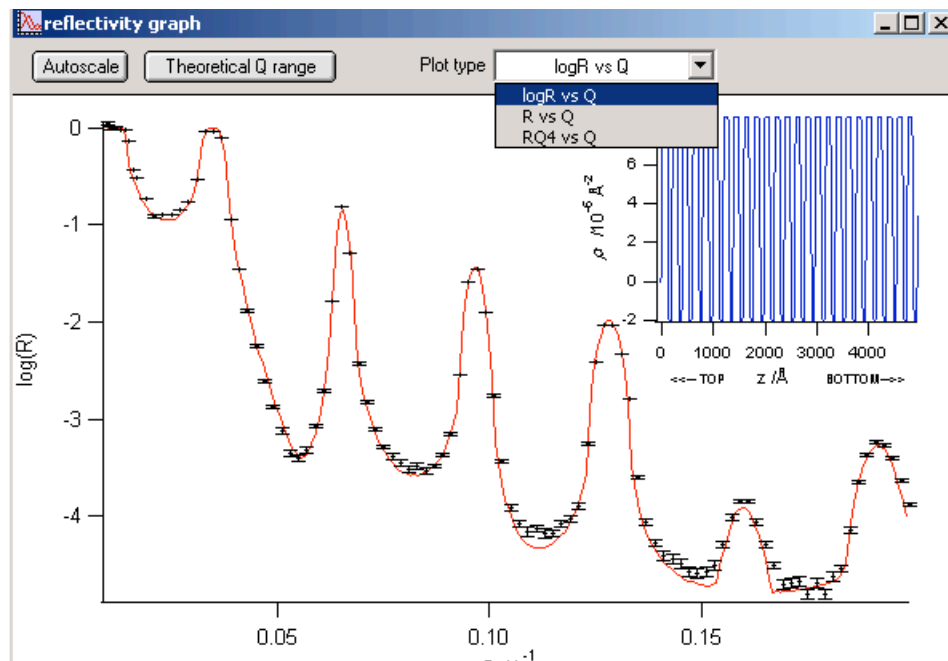 reflectivity graph
Autoscale
Theoretical Q range
Plot type
logR vs Q
logR vs Q
R vs Q
RQ4 vs Q
0
-1
-2
-3
-4
log(R)
0.05
0.10
0.15
6
4
2
0
-2
ρ /10⁻⁶ Å⁻²
0
1000
2000
3000
4000
<<--TOP
z /Å
BOTTOM-->>